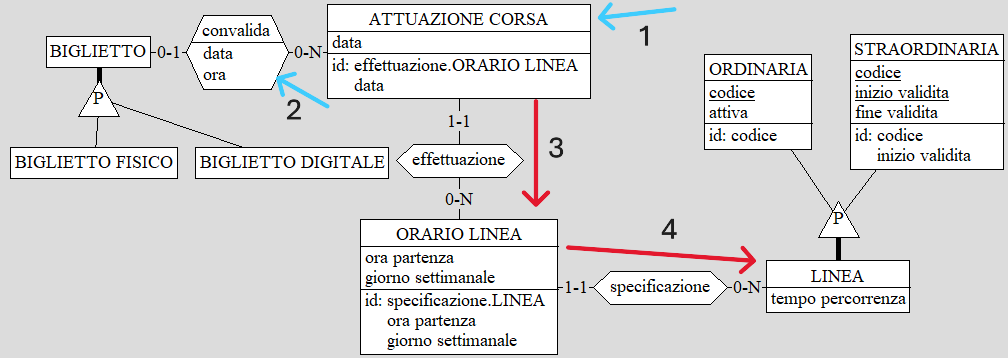 BIGLIETTO
0-1
convalida
data
ora
0-N
ATTUAZIONE CORSA
data
id: effettuazione.ORARIO LINEA
data
1
2
P
BIGLIETTO FISICO
BIGLIETTO DIGITALE
1-1
effettuazione
0-N
3
ORARIO LINEA
ora partenza
giorno settimanale
id: specificazione.LINEA
ora partenza
giorno settimanale
4
1-1
specificazione
0-N
ORDINARIA
codice
attiva
id: codice
STRAORDINARIA
codice
inizio validita
fine validita
id: codice
inizio validita
P
LINEA
tempo percorrenza